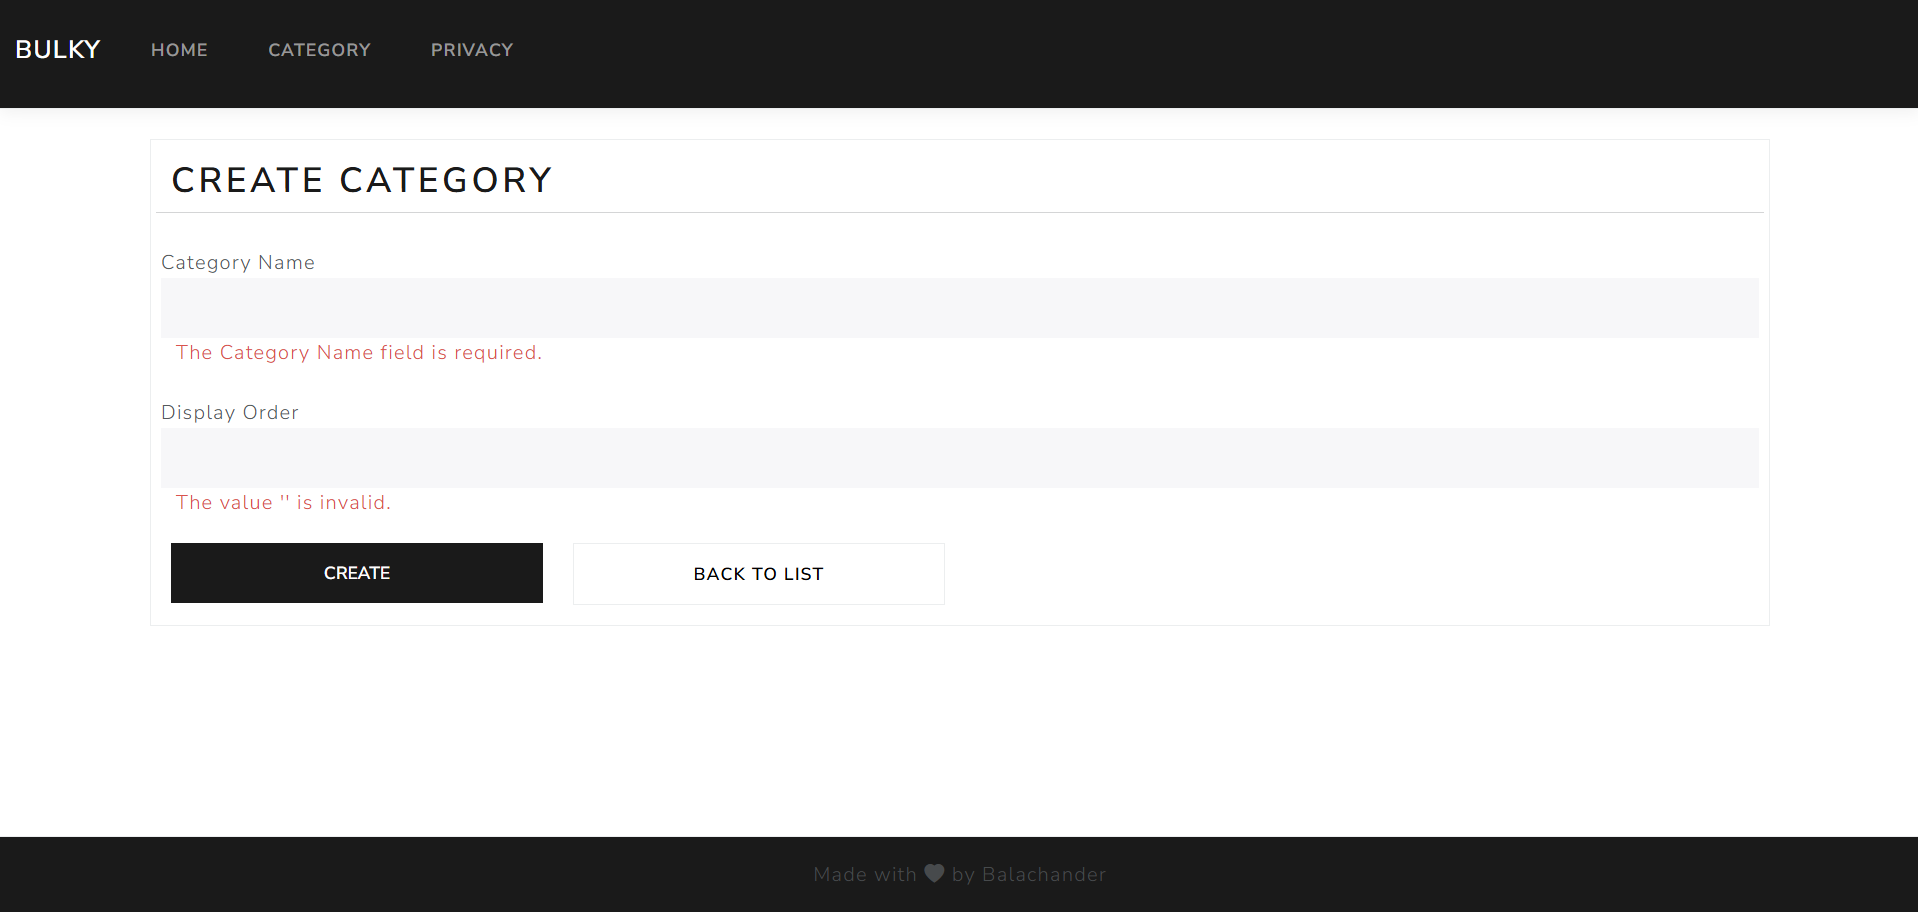 BULKY HOME CATEGORY PRIVACY
CREATE CATEGORY
Category Name
The Category Name field is required.
Display Order
The value '' is invalid.
CREATE BACK TO LIST
Made with 🖤 by Balachander